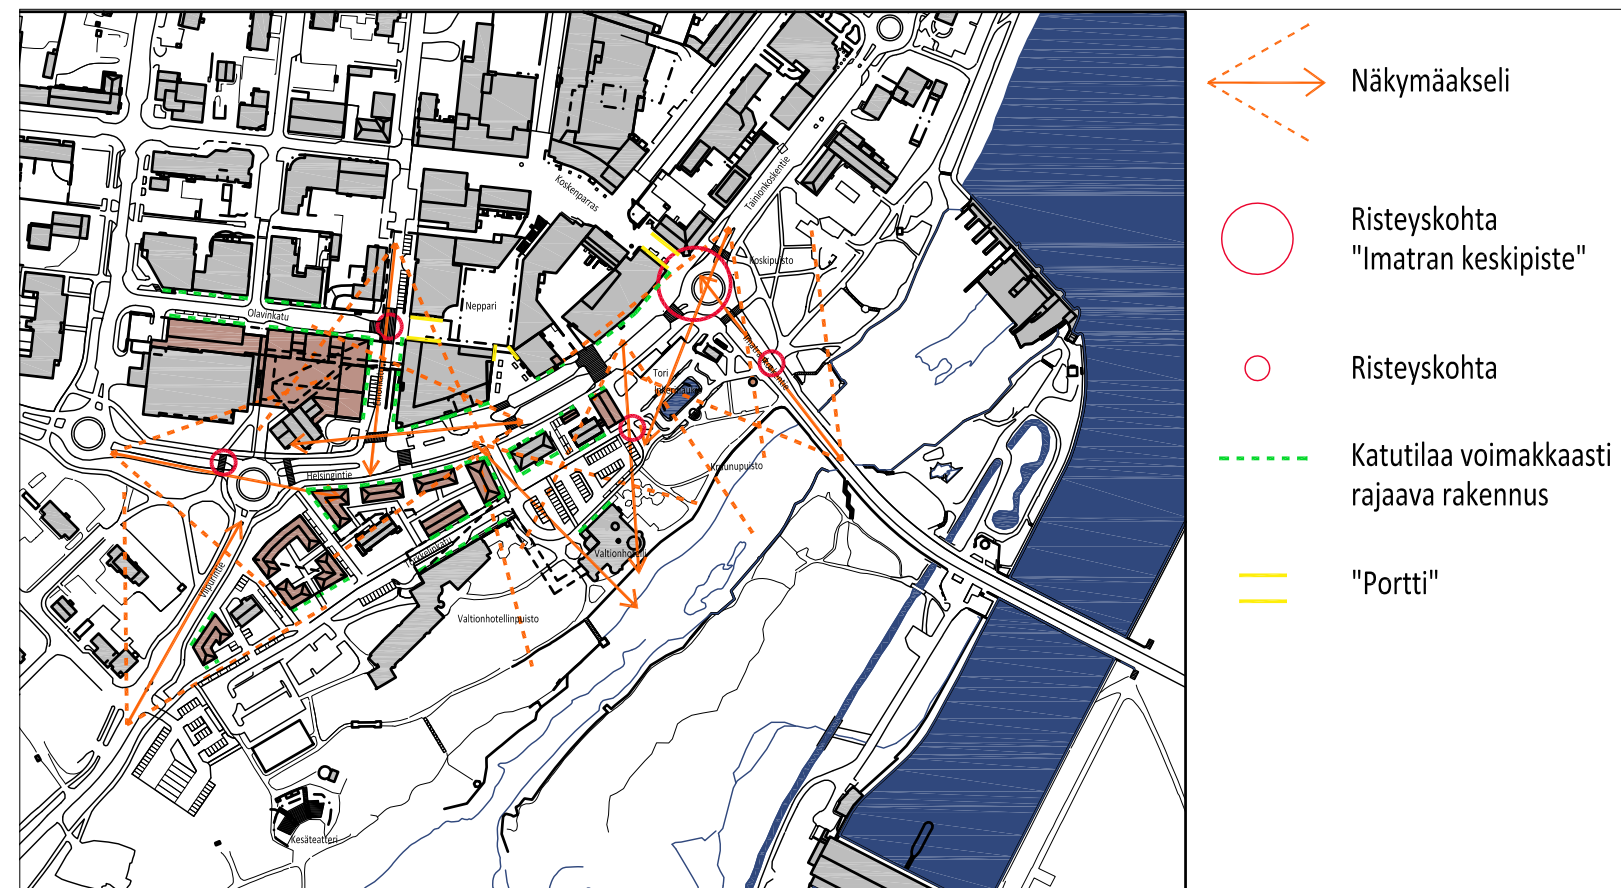 Näkymäakseli
Risteyskohta
"Imatran keskipiste"
Risteyskohta
Katutilaa voimakkaasti
rajaava rakennus
"Portti"
Koskenparras
Tainionkoskentie
Koskipuisto
Neppari
Olavinkatu
Tori
Helsingintie
Kruunupuisto
Valtionhotelli
Viipurintie
Valtionhotellinpuisto
Kesäteatteri